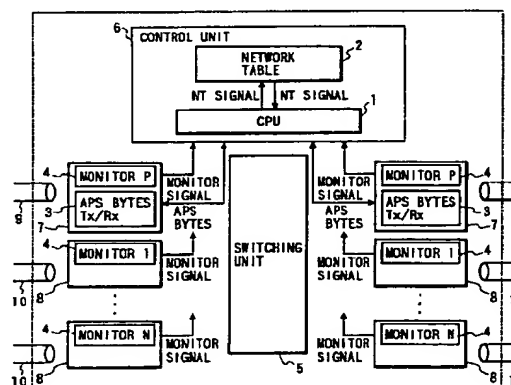 6
CONTROL UNIT
2
NETWORK
TABLE
NT SIGNAL NT SIGNAL
1
CPU
4
MONITOR P
MONITOR
SIGNAL
3
APS BYTES
Tx/Rx
APS
BYTES
7
9
4
MONITOR 1
MONITOR
SIGNAL
8
10
4
MONITOR N
MONITOR
SIGNAL
8
10
SWITCHING
UNIT
5
MONITOR P
4
MONITOR
SIGNAL
APS BYTES
Tx/Rx
3
APS
BYTES
7
MONITOR 1
4
MONITOR
SIGNAL
8
MONITOR N
4
MONITOR
SIGNAL
8